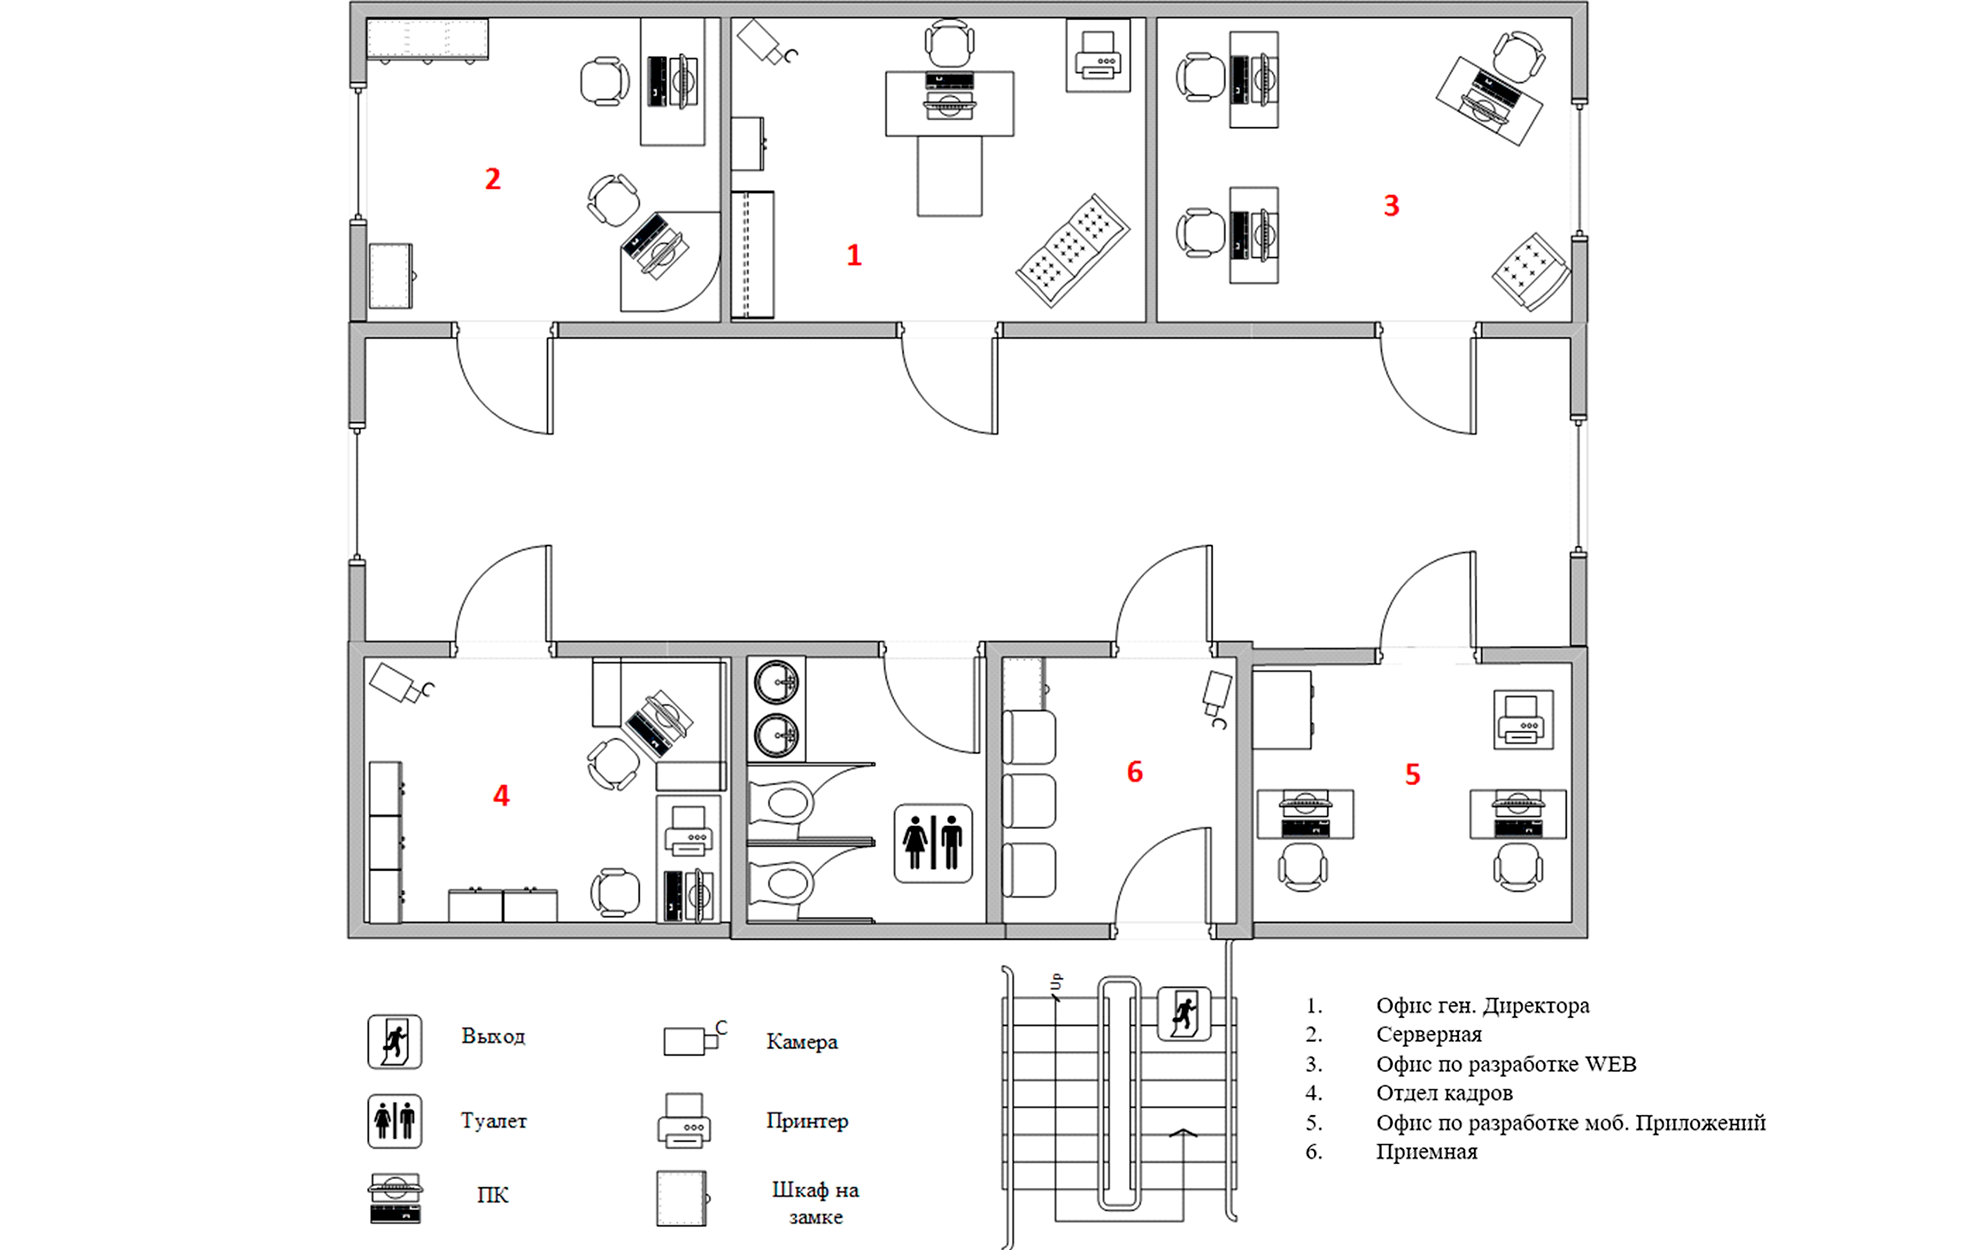 2
1
3
4
6
5
Up
Выход
Камера
Туалет
Принтер
ПК
Шкаф на
замке
1. Офис ген. Директора
2. Серверная
3. Офис по разработке WEB
4. Отдел кадров
5. Офис по разработке моб. Приложений
6. Приемная